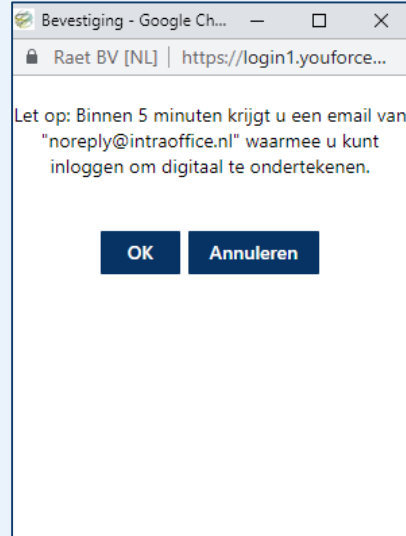 Bevestiging - Google Ch...
Raet BV [NL] | https://login1.youforce...
Let op: Binnen 5 minuten krijgt u een email van
"noreply@intraoffice.nl" waarmee u kunt
inloggen om digitaal te ondertekenen.
OK Annuleren